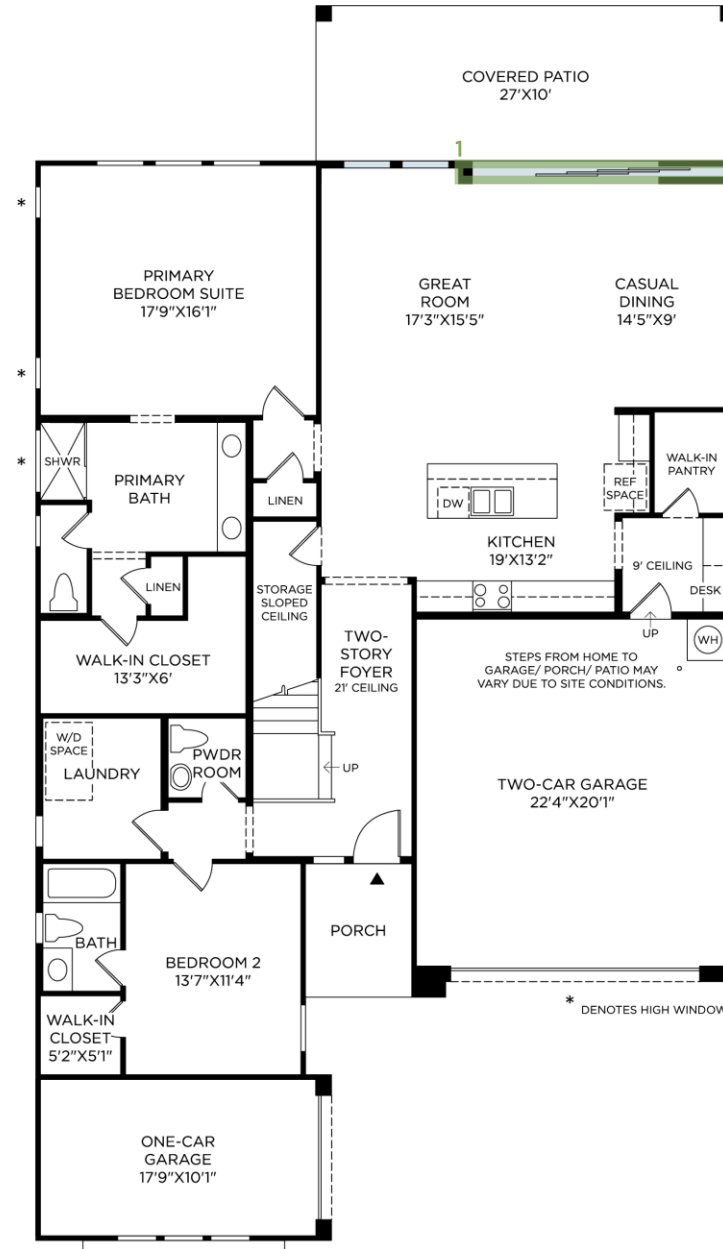 COVERED PATIO
27'X10'
1
*
PRIMARY
BEDROOM SUITE
17'9"X16'1"
GREAT
ROOM
17'3"X15'5"
CASUAL
DINING
14'5"X9'
*
*
SHWR
PRIMARY
BATH
LINEN
DW
REF
SPACE
WALK-IN
PANTRY
KITCHEN
19'X13'2"
9' CEILING
DESK
LINEN
STORAGE
SLOPED
CEILING
WALK-IN CLOSET
13'3"X6'
TWO-
STORY
FOYER
21' CEILING
UP
WH
STEPS FROM HOME TO
GARAGE/ PORCH/ PATIO MAY
VARY DUE TO SITE CONDITIONS.
W/D
SPACE
LAUNDRY
PWDR
ROOM
UP
TWO-CAR GARAGE
22'4"X20'1"
BATH
BEDROOM 2
13'7"X11'4"
PORCH
WALK-IN
CLOSET
5'2"X5'1"
* DENOTES HIGH WINDOW
ONE-CAR
GARAGE
17'9"X10'1"